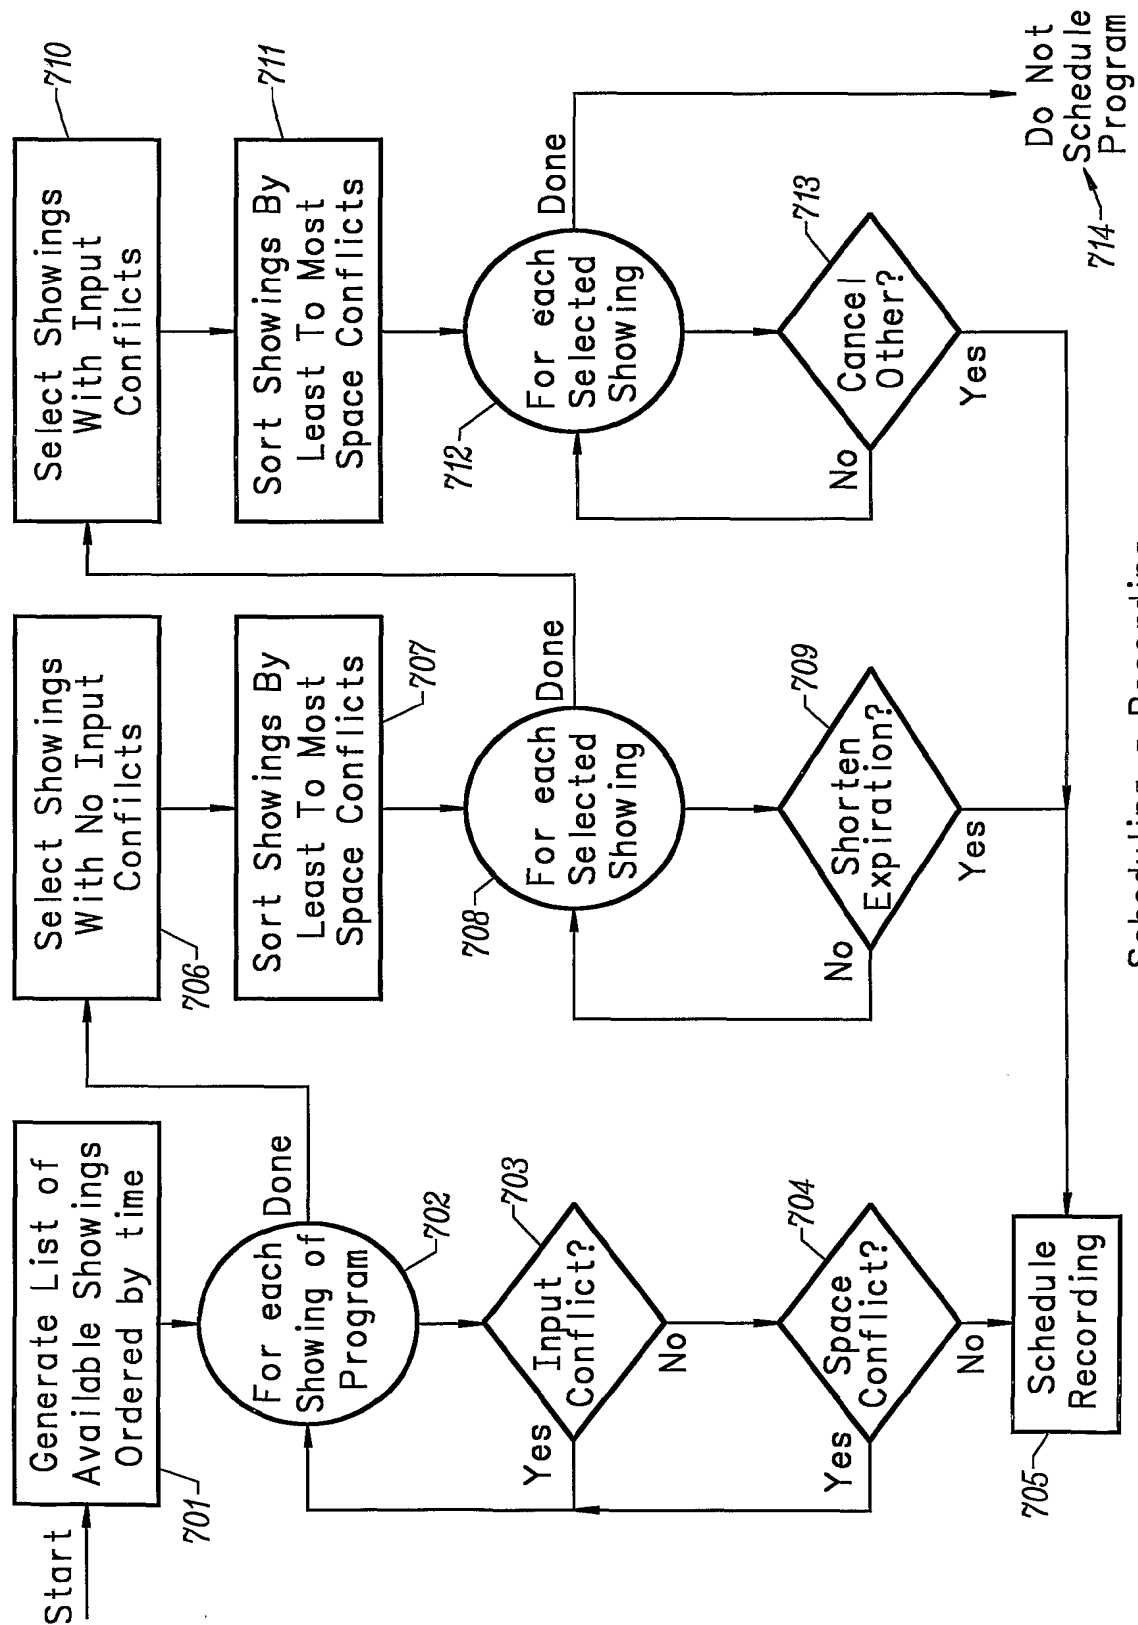 Start
Generate List of
Available Showings
Ordered by time
701
For each
Showing of
Program
Done
702
Input
Conflict?
703
Yes
No
Space
Conflict?
704
Yes
No
Schedule
Recording
705
Select Showings
With No Input
Confilcts
706
Sort Showings By
Least To Most
Space Conflicts
707
For each
Selected
Showing
Done
708
Shorten
Expiration?
709
No
Yes
Select Showings
With Input
Confilcts
710
Sort Showings By
Least To Most
Space Conflicts
711
For each
Selected
Showing
Done
712
Cancel
Other?
713
No
Yes
Do Not
Schedule
Program
714
Scheduling a Recording